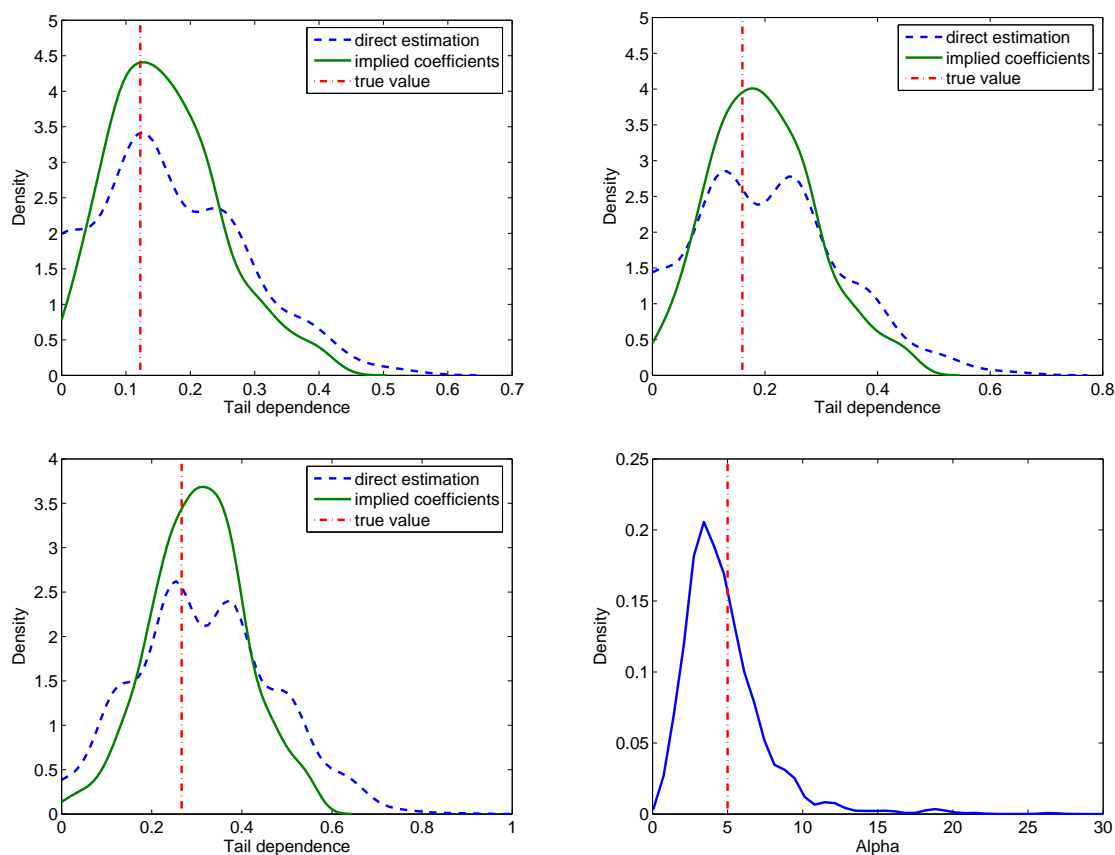 5
4.5
4
3.5
3
2.5
2
1.5
1
0.5
0
Density
0 0.1 0.2 0.3 0.4 0.5 0.6 0.7
Tail dependence
direct estimation
implied coefficients
true value
5
4.5
4
3.5
3
2.5
2
1.5
1
0.5
0
Density
0 0.2 0.4 0.6 0.8
Tail dependence
direct estimation
implied coefficients
true value
4
3.5
3
2.5
2
1.5
1
0.5
0
Density
0 0.2 0.4 0.6 0.8 1
Tail dependence
direct estimation
implied coefficients
true value
0.25
0.2
0.15
0.1
0.05
0
Density
0 5 10 15 20 25 30
Alpha